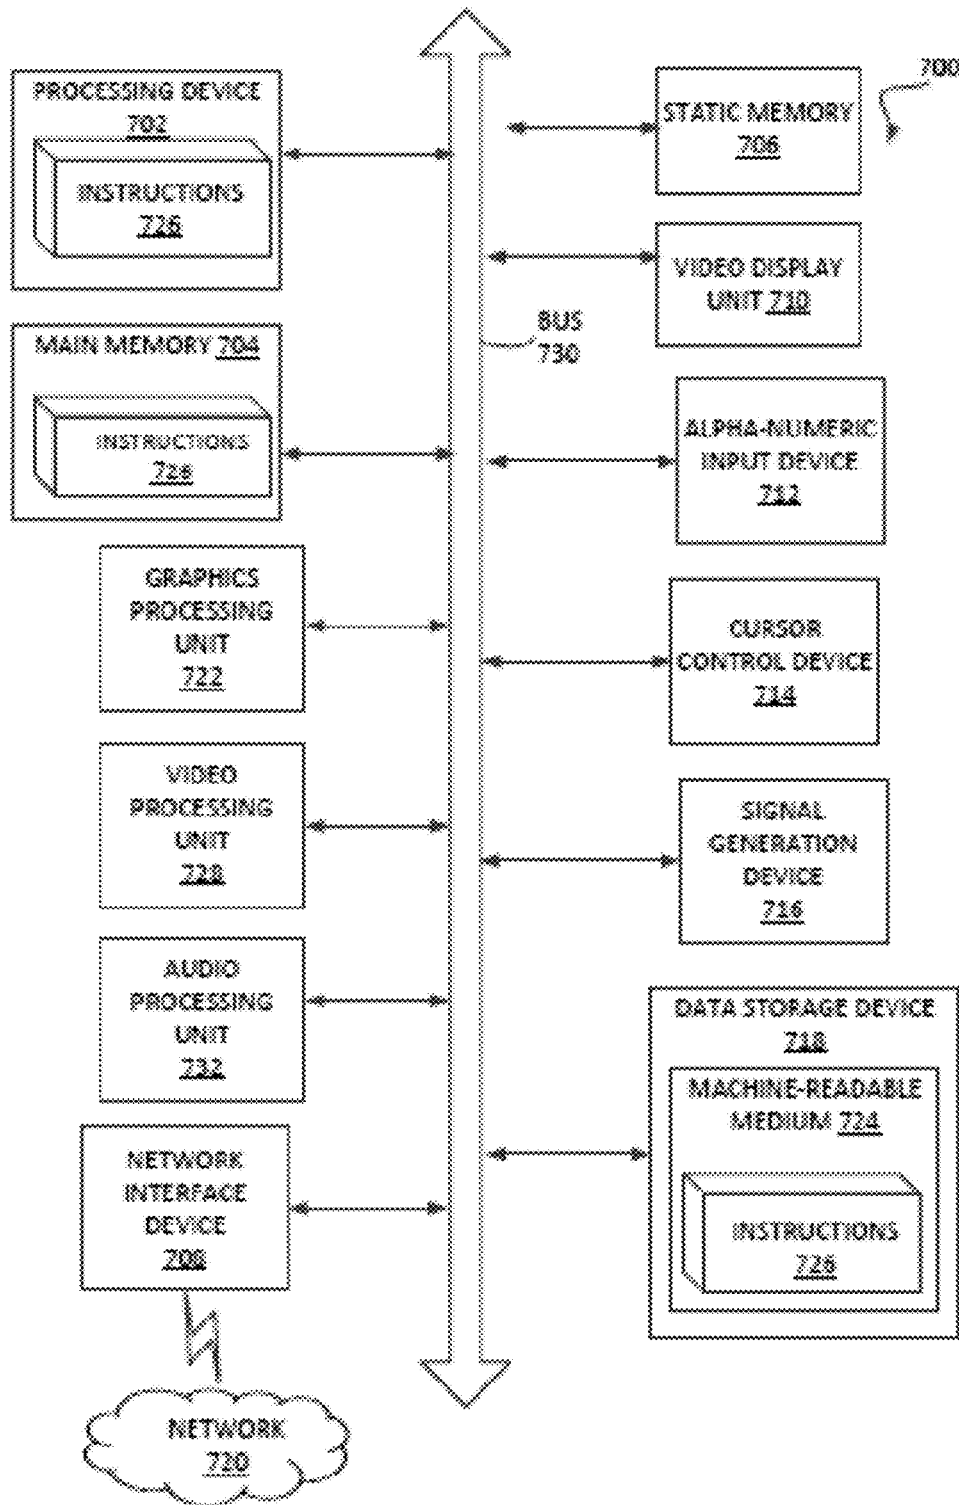 PROCESSING DEVICE
702
INSTRUCTIONS
726
MAIN MEMORY 704
INSTRUCTIONS
726
GRAPHICS
PROCESSING
UNIT
722
VIDEO
PROCESSING
UNIT
728
AUDIO
PROCESSING
UNIT
732
NETWORK
INTERFACE
DEVICE
708
NETWORK
720
BUS
730
700
STATIC MEMORY
706
VIDEO DISPLAY
UNIT 710
ALPHA-NUMERIC
INPUT DEVICE
712
CURSOR
CONTROL DEVICE
714
SIGNAL
GENERATION
DEVICE
716
DATA STORAGE DEVICE
718
MACHINE-READABLE
MEDIUM 724
INSTRUCTIONS
726